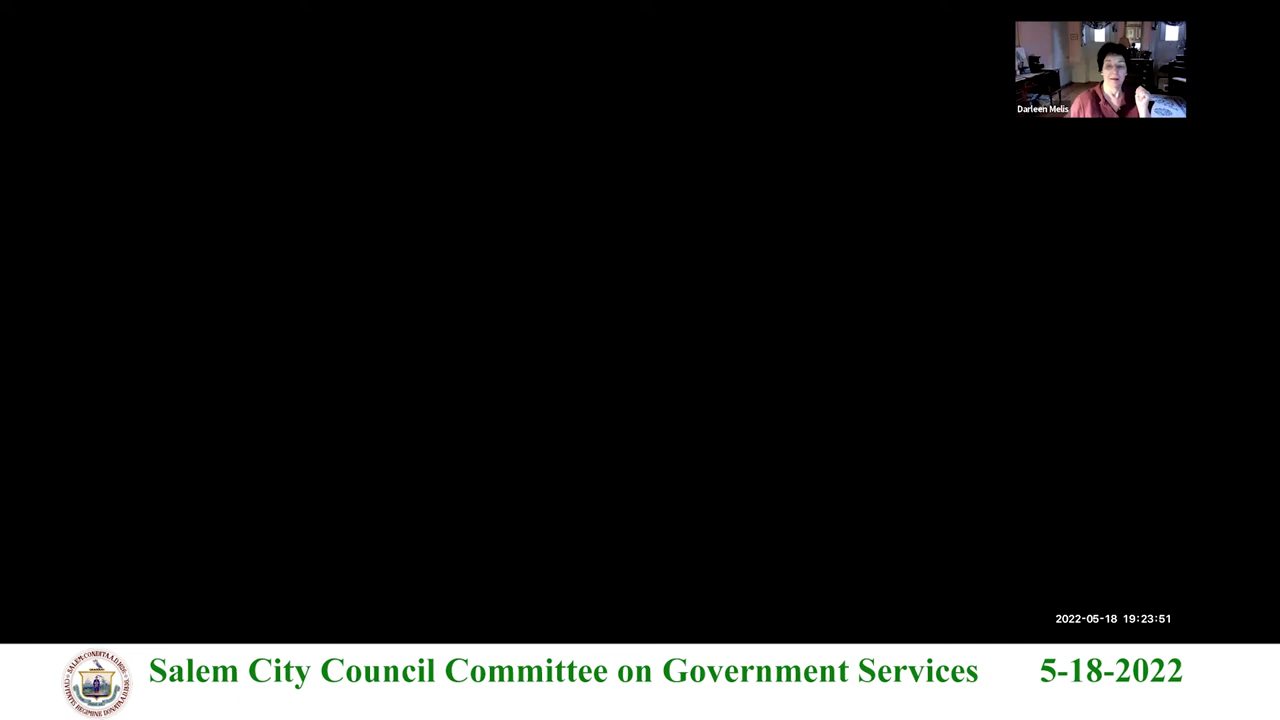 Darleen Melis
2022-05-18 19:23:51
Salem City Council Committee on Government Services 5-18-2022